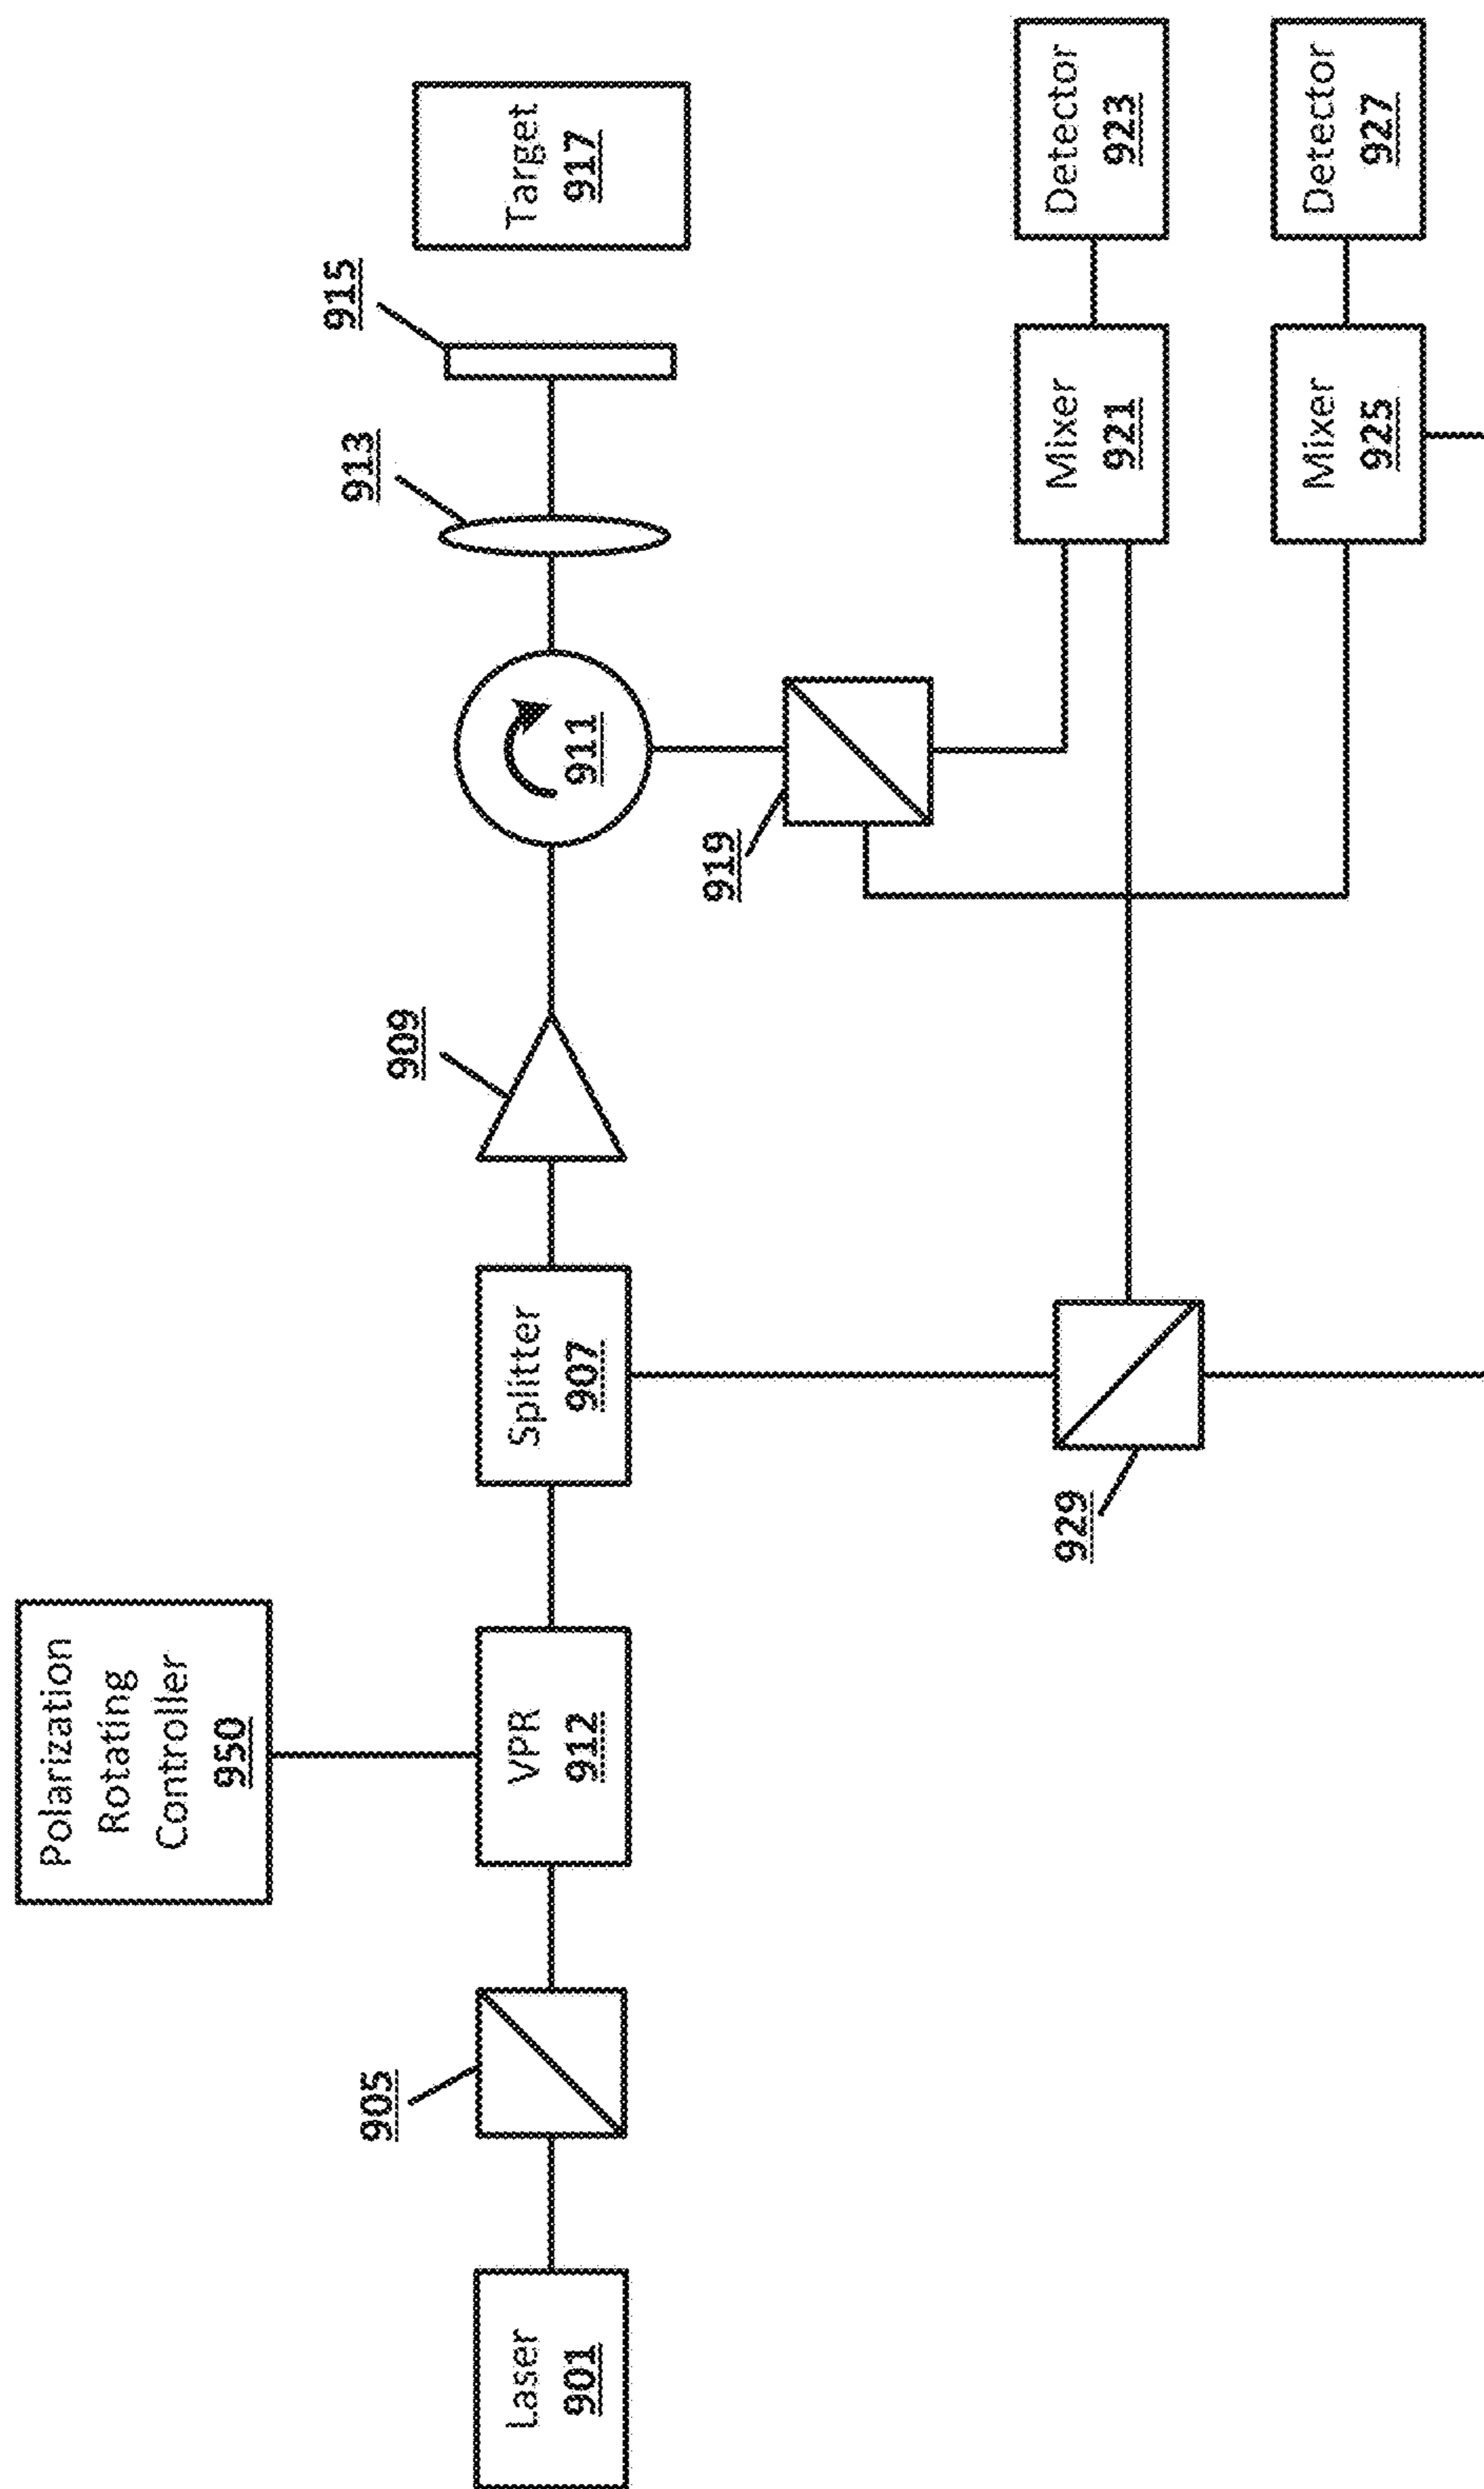 Polarization
Rotating
Controller
950
915
913
909
Target
917
905
Laser
901
VPR
912
Splitter
907
911
919
929
Mixer
921
Detector
923
Mixer
925
Detector
927